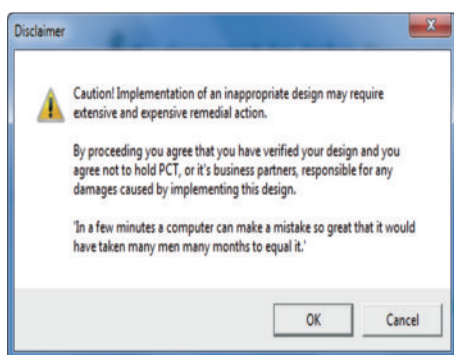 Disclaimer
Caution! Implementation of an inappropriate design may require
extensive and expensive remedial action.
By proceeding you agree that you have verified your design and you
agree not to hold PCT, or it's business partners, responsible for any
damages caused by implementing this design.
'In a few minutes a computer can make a mistake so great that it would
have taken many men many months to equal it.'
OK
Cancel